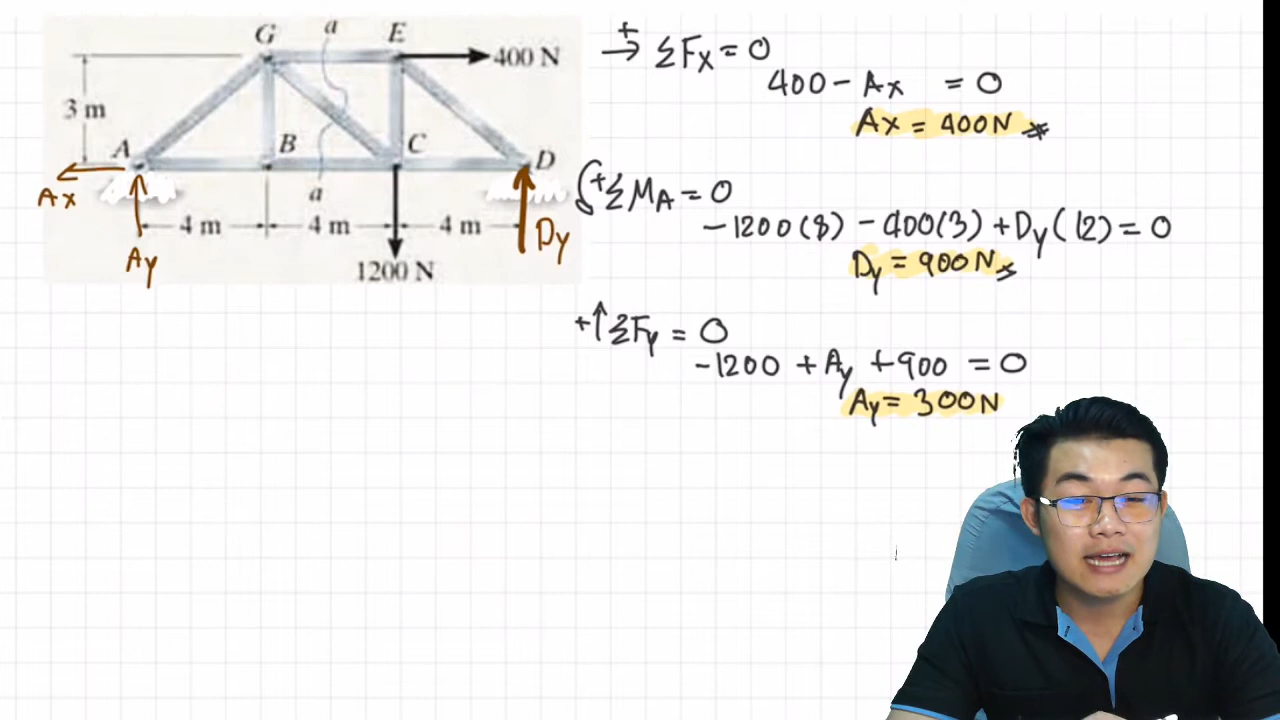 G a E
400 N
3 m
A B C D
Ax
a
4 m 4 m 4 m
Ay
Dy
1200 N
+→ ΣFx = 0
400 - Ax = 0
Ax = 400N
+ΣMA = 0
-1200(8) - 400(3) + Dy(12) = 0
Dy = 900N
+↑ΣFy = 0
-1200 + Ay +900 = 0
Ay = 300N